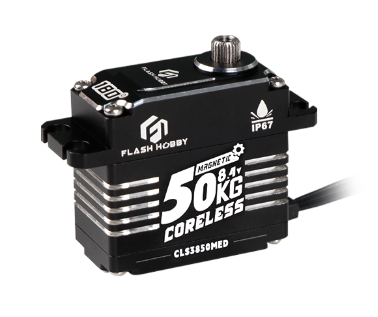 180°
FLASH HOBBY
IP67
MAGNETIC
50KG
8.4V
CORELESS
CLS3850MED